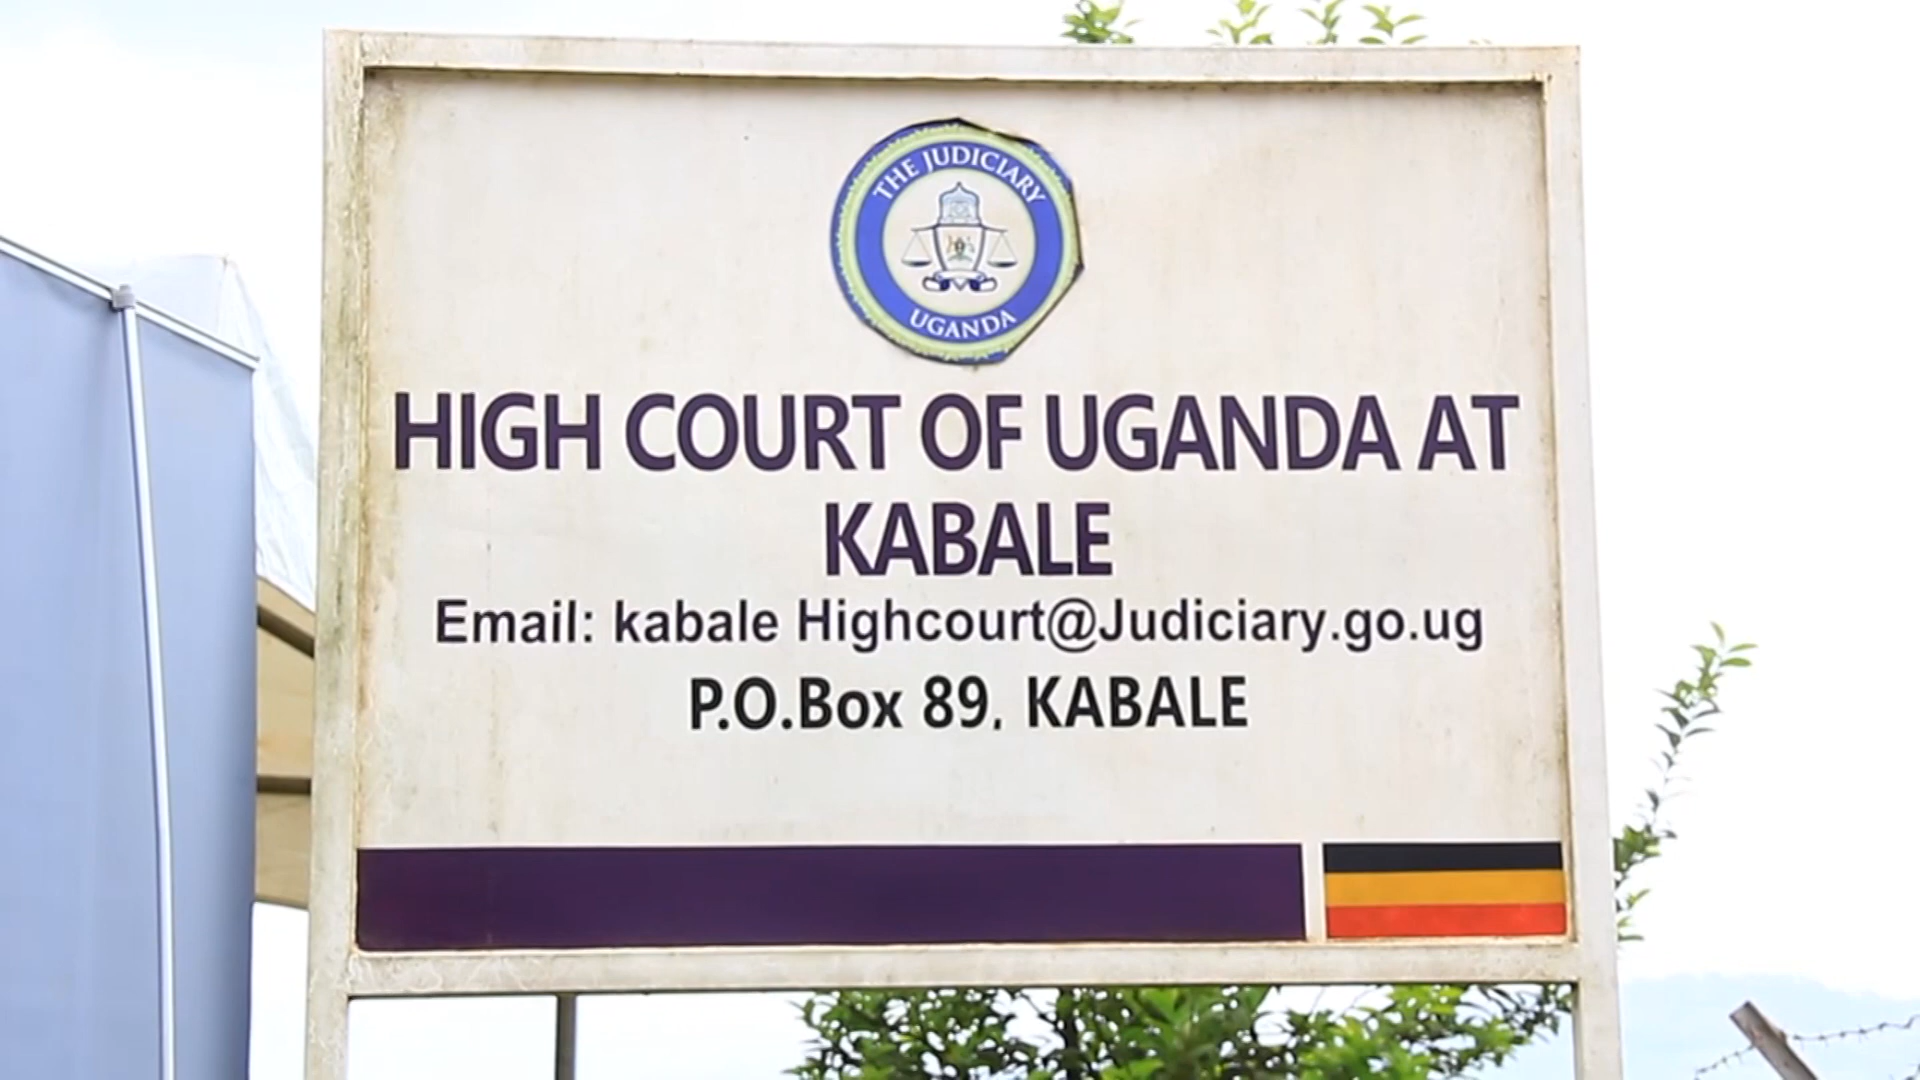 THE JUDICIARY
UGANDA
HIGH COURT OF UGANDA AT
KABALE
Email: kabale Highcourt@Judiciary.go.ug
P.O.Box 89, KABALE